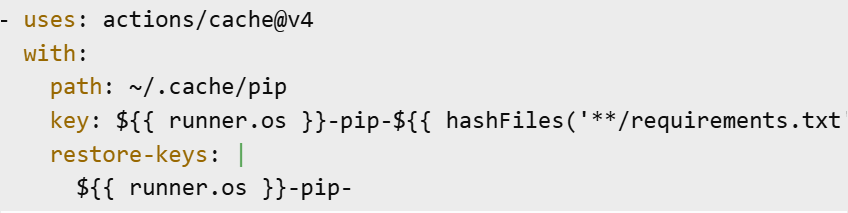 - uses: actions/cache@v4
with:
path: ~/.cache/pip
key: ${{ runner.os }}-pip-${{ hashFiles('**/requirements.txt'
restore-keys: |
${{ runner.os }}-pip-